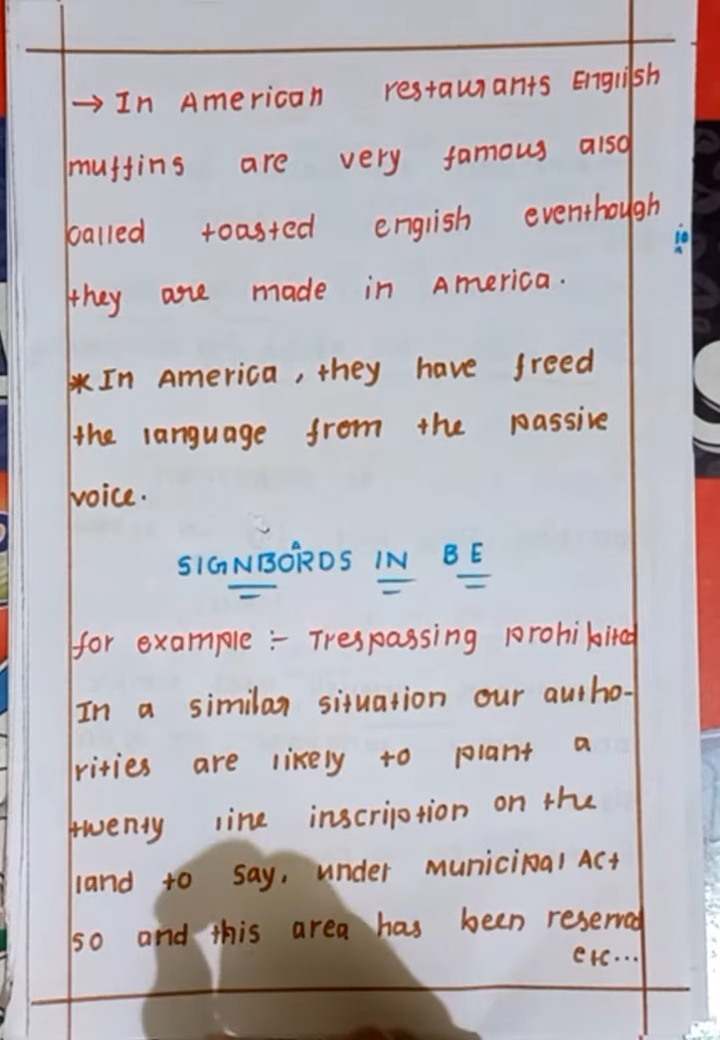 → In American restaurants English
muffins are very famous also
called toasted english eventhough
they are made in America.
* In America, they have freed
the language from the passive
voice.
SIGNBOARDS IN BE
for example :- Trespassing prohibited
In a similar situation our autho-
rities are likely to plant a
twenty line inscription on the
land to say, under Municipal Act
so and this area has been reserved
etc...